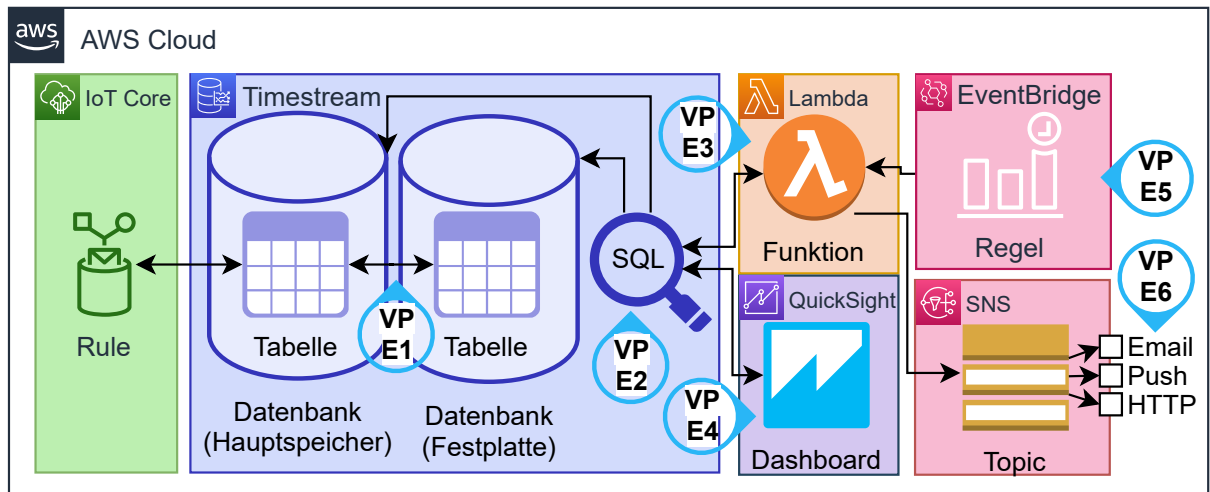 aws
AWS Cloud
IoT Core
Rule
Timestream
Tabelle
Datenbank
(Hauptspeicher)
Tabelle
Datenbank
(Festplatte)
SQL
VP
E1
VP
E2
Lambda
Funktion
VP
E3
QuickSight
Dashboard
VP
E4
EventBridge
Regel
VP
E5
SNS
Topic
VP
E6
Email
Push
HTTP